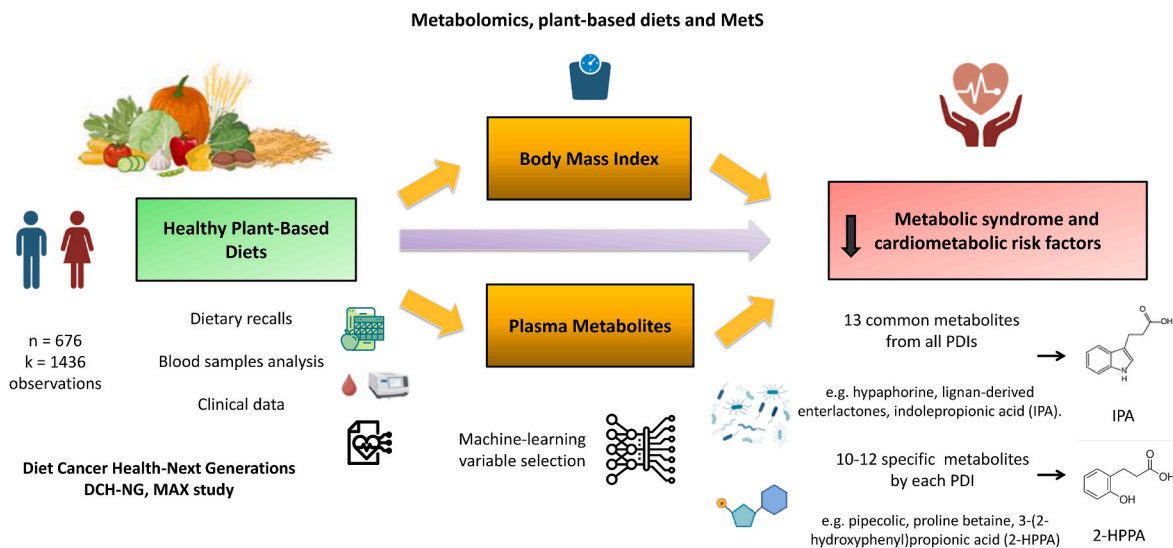 Metabolomics, plant-based diets and MetS
Body Mass Index
Healthy Plant-Based
Diets
Metabolic syndrome and
cardiometabolic risk factors
Plasma Metabolites
n = 676
k = 1436
observations
Dietary recalls
Blood samples analysis
Clinical data
Diet Cancer Health-Next Generations
DCH-NG, MAX study
Machine-learning
variable selection
P
13 common metabolites
from all PDIs
e.g. hypaphorine, lignan-derived
enterlactones, indolepropionic acid (IPA).
O
OH
N
H
IPA
10-12 specific metabolites
by each PDI
e.g. pipecolic, proline betaine, 3-(2-
hydroxyphenyl)propionic acid (2-HPPA)
O
OH
OH
2-HPPA